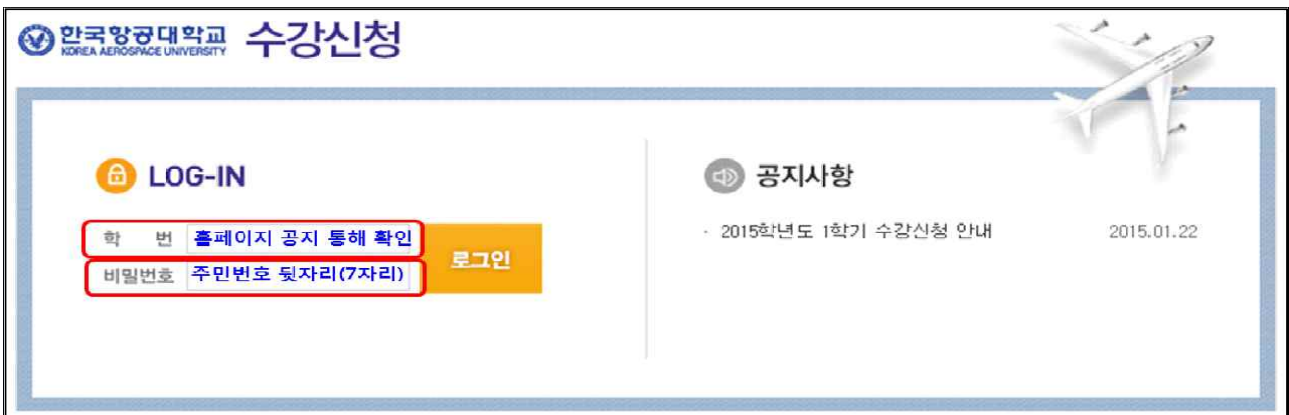 한국항공대학교
KOREA AEROSPACE UNIVERSITY
수강신청
LOG-IN
학 번 홈페이지 공지 통해 확인
비밀번호 주민번호 뒷자리(7자리)
로그인
공지사항
· 2015학년도 1학기 수강신청 안내 2015.01.22